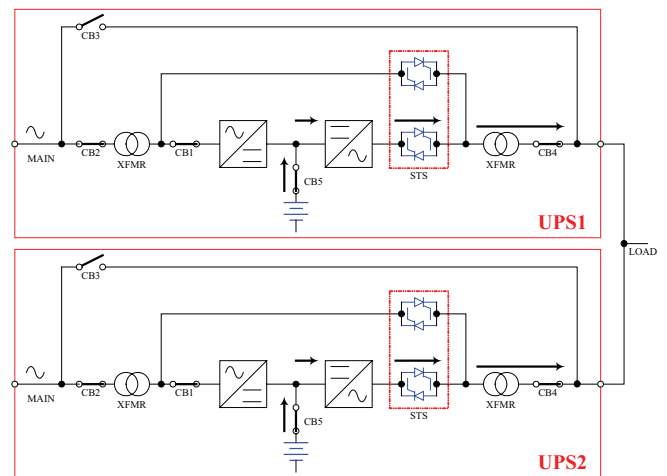 CB3
MAIN
CB2
XFMR
CB1
CB5
STS
XFMR
CB4
UPS1
LOAD
CB3
MAIN
CB2
XFMR
CB1
CB5
STS
XFMR
CB4
UPS2